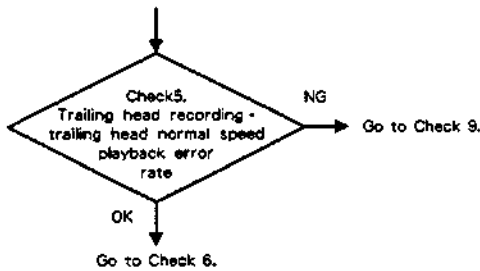 Check5.
Trailing head recording -
trailing head normal speed
playback error
rate
NG
Go to Check 9.
OK
Go to Check 6.